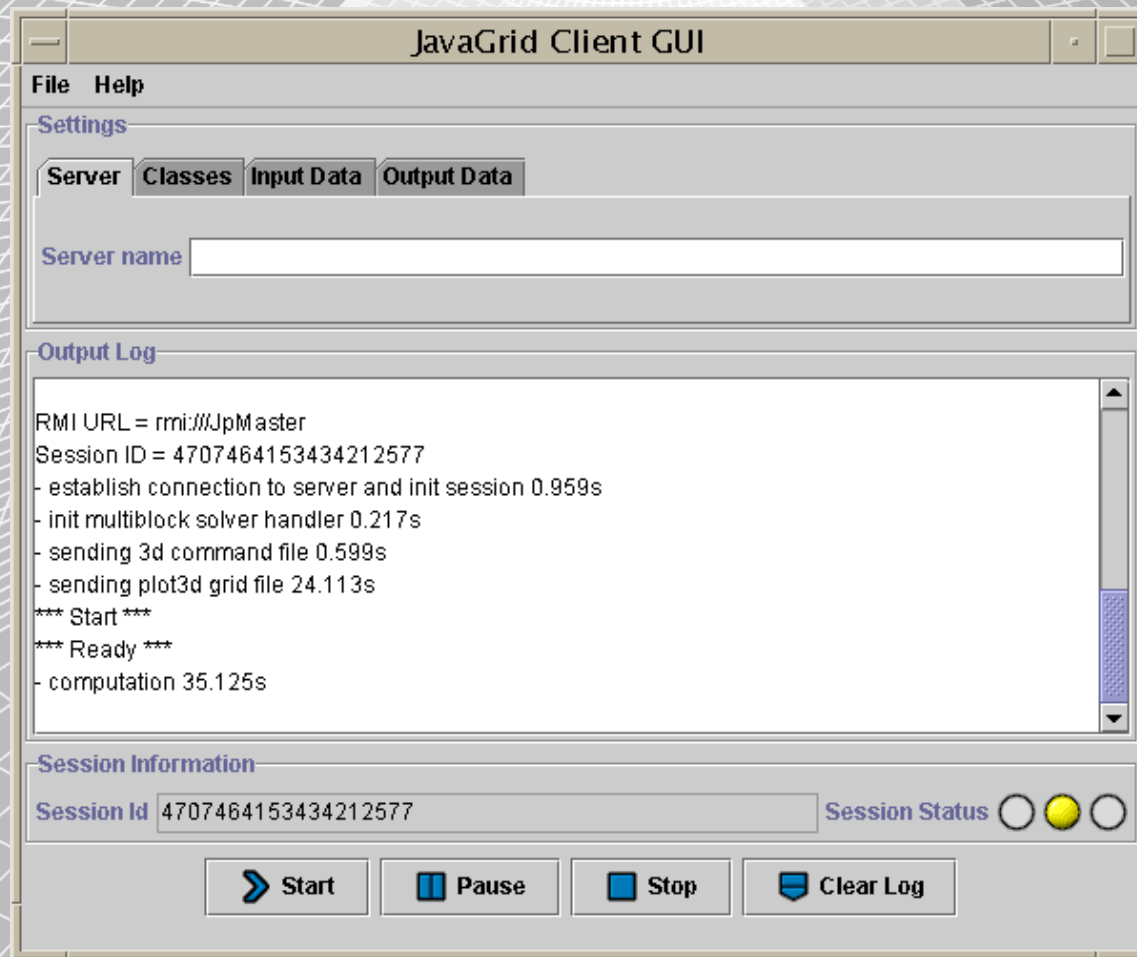 JavaGrid Client GUI
File Help
Settings
Server Classes Input Data Output Data
Server name
Output Log
RMI URL = rmi:///JpMaster
Session ID = 4707464153434212577
- establish connection to server and init session 0.959s
- init multiblock solver handler 0.217s
- sending 3d command file 0.599s
- sending plot3d grid file 24.113s
*** Start ***
*** Ready ***
- computation 35.125s
Session Information
Session Id 4707464153434212577 Session Status
Start Pause Stop Clear Log